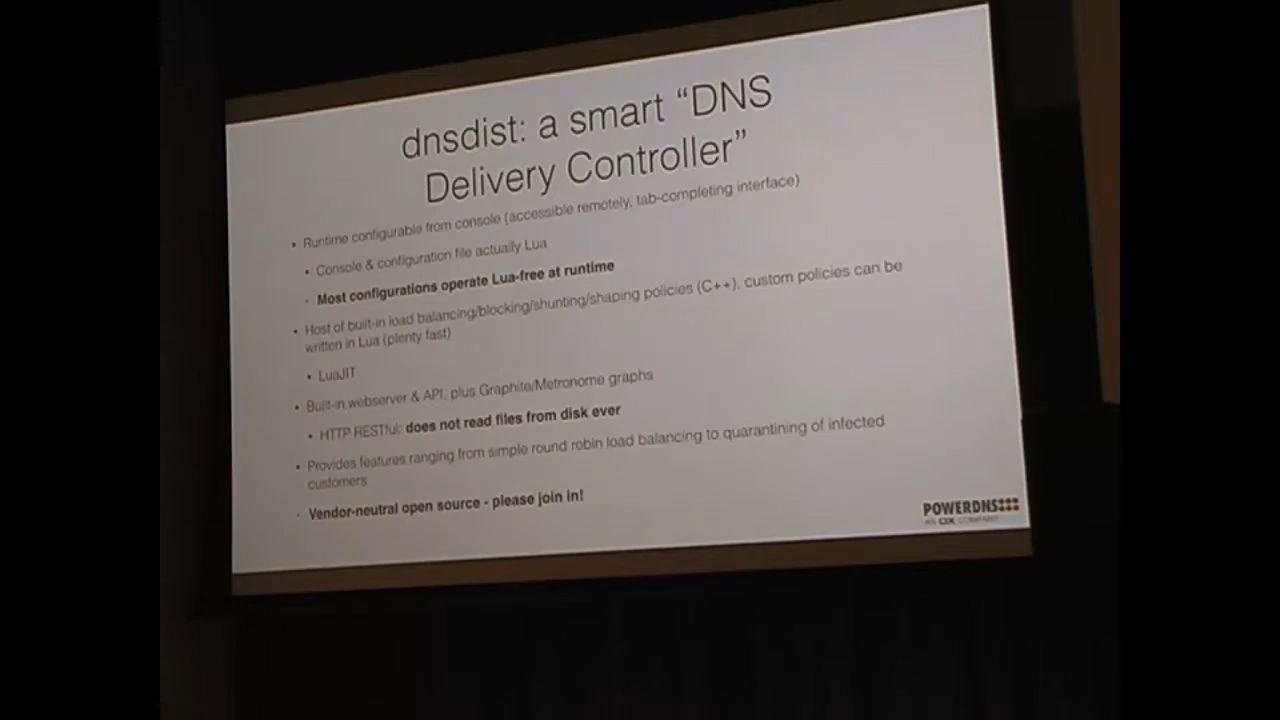 dnsdist: a smart “DNS
Delivery Controller”
• Runtime configurable from console (accessible remotely, tab-completing interface)
• Console & configuration file actually Lua
• Most configurations operate Lua-free at runtime
• Host of built-in load balancing/blocking/shunting/shaping policies (C++), custom policies can be
written in Lua (plenty fast)
• LuaJIT
• Built-in webserver & API, plus Graphite/Metronome graphs
• HTTP RESTful: does not read files from disk ever
• Provides features ranging from simple round robin load balancing to quarantining of infected
customers
• Vendor-neutral open source - please join in!
POWERDNS
AN OX COMPANY